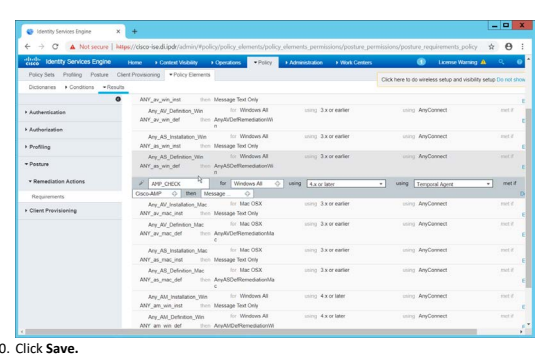 Identity Services Engine
Not secure | https://cisco-ise.di.ipdr/admin/#policy/policy_elements/policy_elements_permissions/posture_permissions/posture_requirements_policy
cisco Identity Services Engine Home Context Visibility Operations Policy Administration Work Centers 1 License Warning
Policy Sets Profiling Posture Client Provisioning Policy Elements
Click here to do wireless setup and visibility setup Do not show
Dictionaries Conditions Results
ANY_av_win_inst then Message Text Only
Authentication
Any_AV_Definition_Win for Windows All using 3.x or earlier using AnyConnect met if
ANY_av_win_def then AnyAVDefRemediationWi
n
Authorization
Any_AS_Installation_Win for Windows All using 3.x or earlier using AnyConnect met if
ANY_as_win_inst then Message Text Only
Profiling
Any_AS_Definition_Win for Windows All using 3.x or earlier using AnyConnect met if
ANY_as_win_def then AnyASDefRemediationWi
n
Posture
Remediation Actions
AMP_CHECK for Windows All using 4.x or later using Temporal Agent met if
Cisco-AMP then Message ...
Requirements
Any_AV_Installation_Mac for Mac OSX using 3.x or earlier using AnyConnect met if
ANY_av_mac_inst then Message Text Only
Client Provisioning
Any_AV_Definition_Mac for Mac OSX using 3.x or earlier using AnyConnect met if
ANY_av_mac_def then AnyAVDefRemediationMa
c
Any_AS_Installation_Mac for Mac OSX using 3.x or earlier using AnyConnect met if
ANY_as_mac_inst then Message Text Only
Any_AS_Definition_Mac for Mac OSX using 3.x or earlier using AnyConnect met if
ANY_as_mac_def then AnyASDefRemediationMa
c
Any_AM_Installation_Win for Windows All using 4.x or later using AnyConnect met if
ANY_am_win_inst then Message Text Only
Any_AM_Definition_Win for Windows All using 4.x or later using AnyConnect met if
ANY_am_win_def then AnyAMDefRemediationWi
0. Click Save.